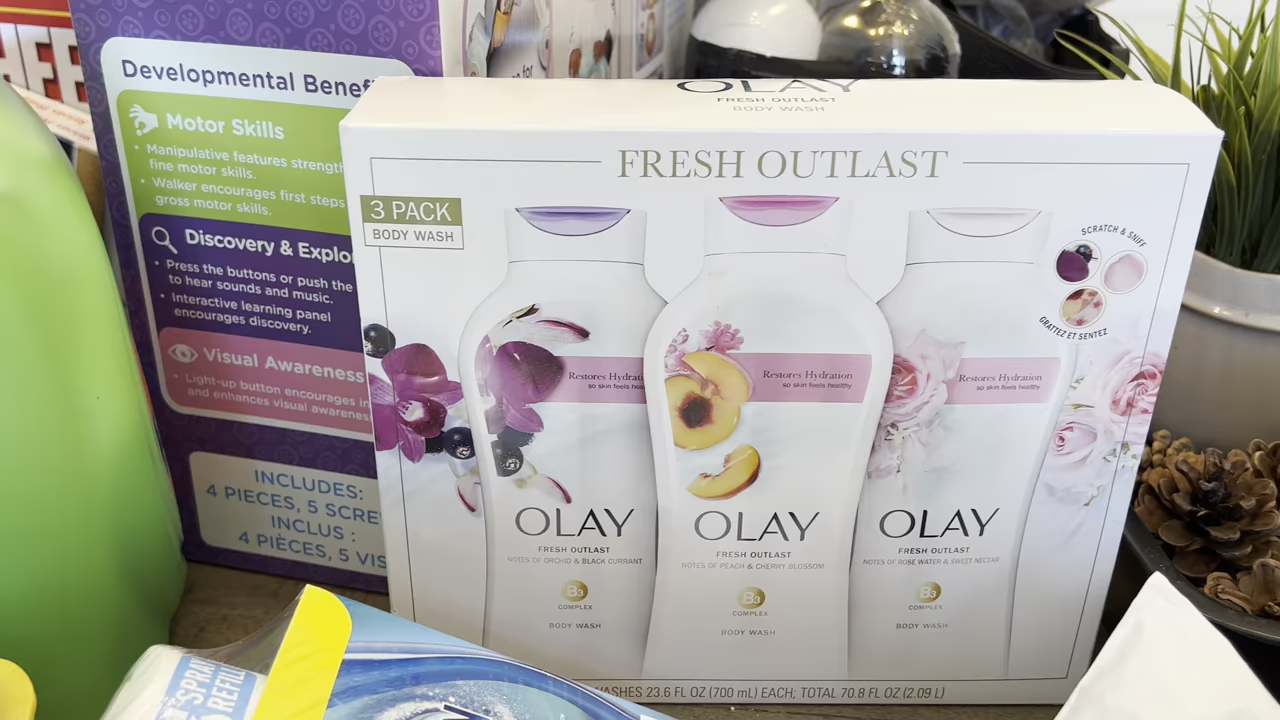 Developmental Benef
Motor Skills
• Manipulative features strength
fine motor skills.
• Walker encourages first steps
gross motor skills.
Discovery & Explo
• Press the buttons or push the
to hear sounds and music.
• Interactive learning panel
encourages discovery.
Visual Awareness
• Light-up button encourages
and enhances visual awarenes
INCLUDES:
4 PIECES, 5 SCRE
INCLUS :
4 PIÈCES, 5 VIS
OLAY
FRESH OUTLAST
BODY WASH
FRESH OUTLAST
3 PACK
BODY WASH
SCRATCH & SNIFF
GRATTEZ ET SENTEZ
Restores Hydrati
so skin feels hea
OLAY
FRESH OUTLAST
NOTES OF ORCHID & BLACK CURRANT
B3
COMPLEX
BODY WASH
Restores Hydration
so skin feels healthy
OLAY
FRESH OUTLAST
NOTES OF PEACH & CHERRY BLOSSOM
B3
COMPLEX
BODY WASH
Restores Hydration
so skin feels healthy
OLAY
FRESH OUTLAST
NOTES OF ROSE WATER & SWEET NECTAR
B3
COMPLEX
BODY WASH
WASHES 23.6 FL OZ (700 mL) EACH; TOTAL 70.8 FL OZ (2.09 L)
SPRAY
REFILL